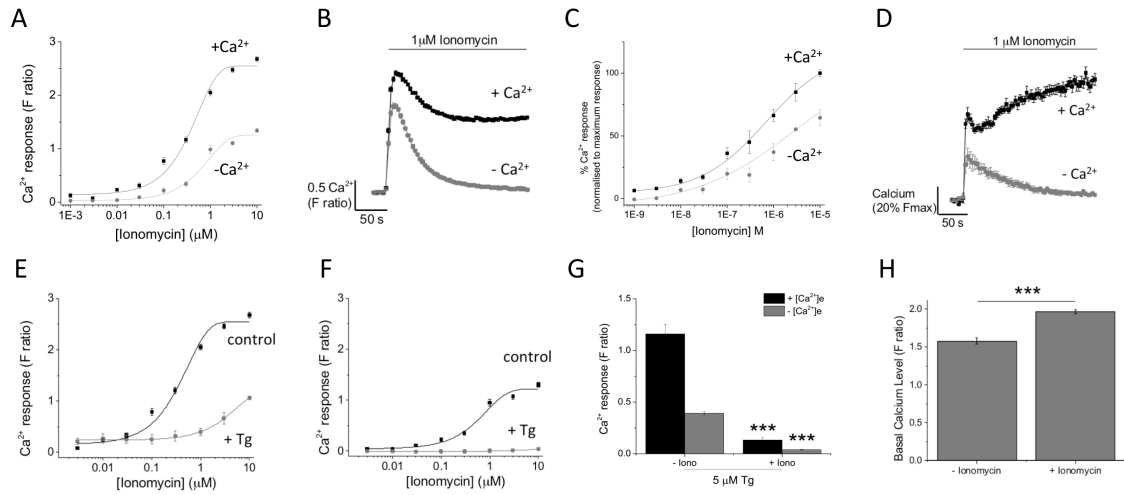 A
B
C
D
+Ca²⁺
-Ca²⁺
Ca²⁺ response (F ratio)
3
2
1
0
1E-3
0.01
0.1
1
10
[Ionomycin] (μM)
1μM Ionomycin
+ Ca²⁺
- Ca²⁺
0.5 Ca²⁺
(F ratio)
50 s
+Ca²⁺
-Ca²⁺
% Ca²⁺ response
(normalised to maximum response)
100
50
0
1E-9
1E-8
1E-7
1E-6
1E-5
[Ionomycin] M
1 μM Ionomycin
+ Ca²⁺
- Ca²⁺
Calcium
(20% Fmax)
50 s
E
F
G
H
Ca²⁺ response (F ratio)
3
2
1
0
control
+ Tg
0.01
0.1
1
10
[Ionomycin] (μM)
Ca²⁺ response (F ratio)
3
2
1
0
control
+ Tg
0.01
0.1
1
10
[Ionomycin] (μM)
Ca²⁺ response (F ratio)
1.5
1.0
0.5
0.0
+ [Ca²⁺]e
- [Ca²⁺]e
***
***
- Iono
+ Iono
5 μM Tg
Basal Calcium Level (F ratio)
2.0
1.5
1.0
0.5
0.0
***
- Ionomycin
+ Ionomycin